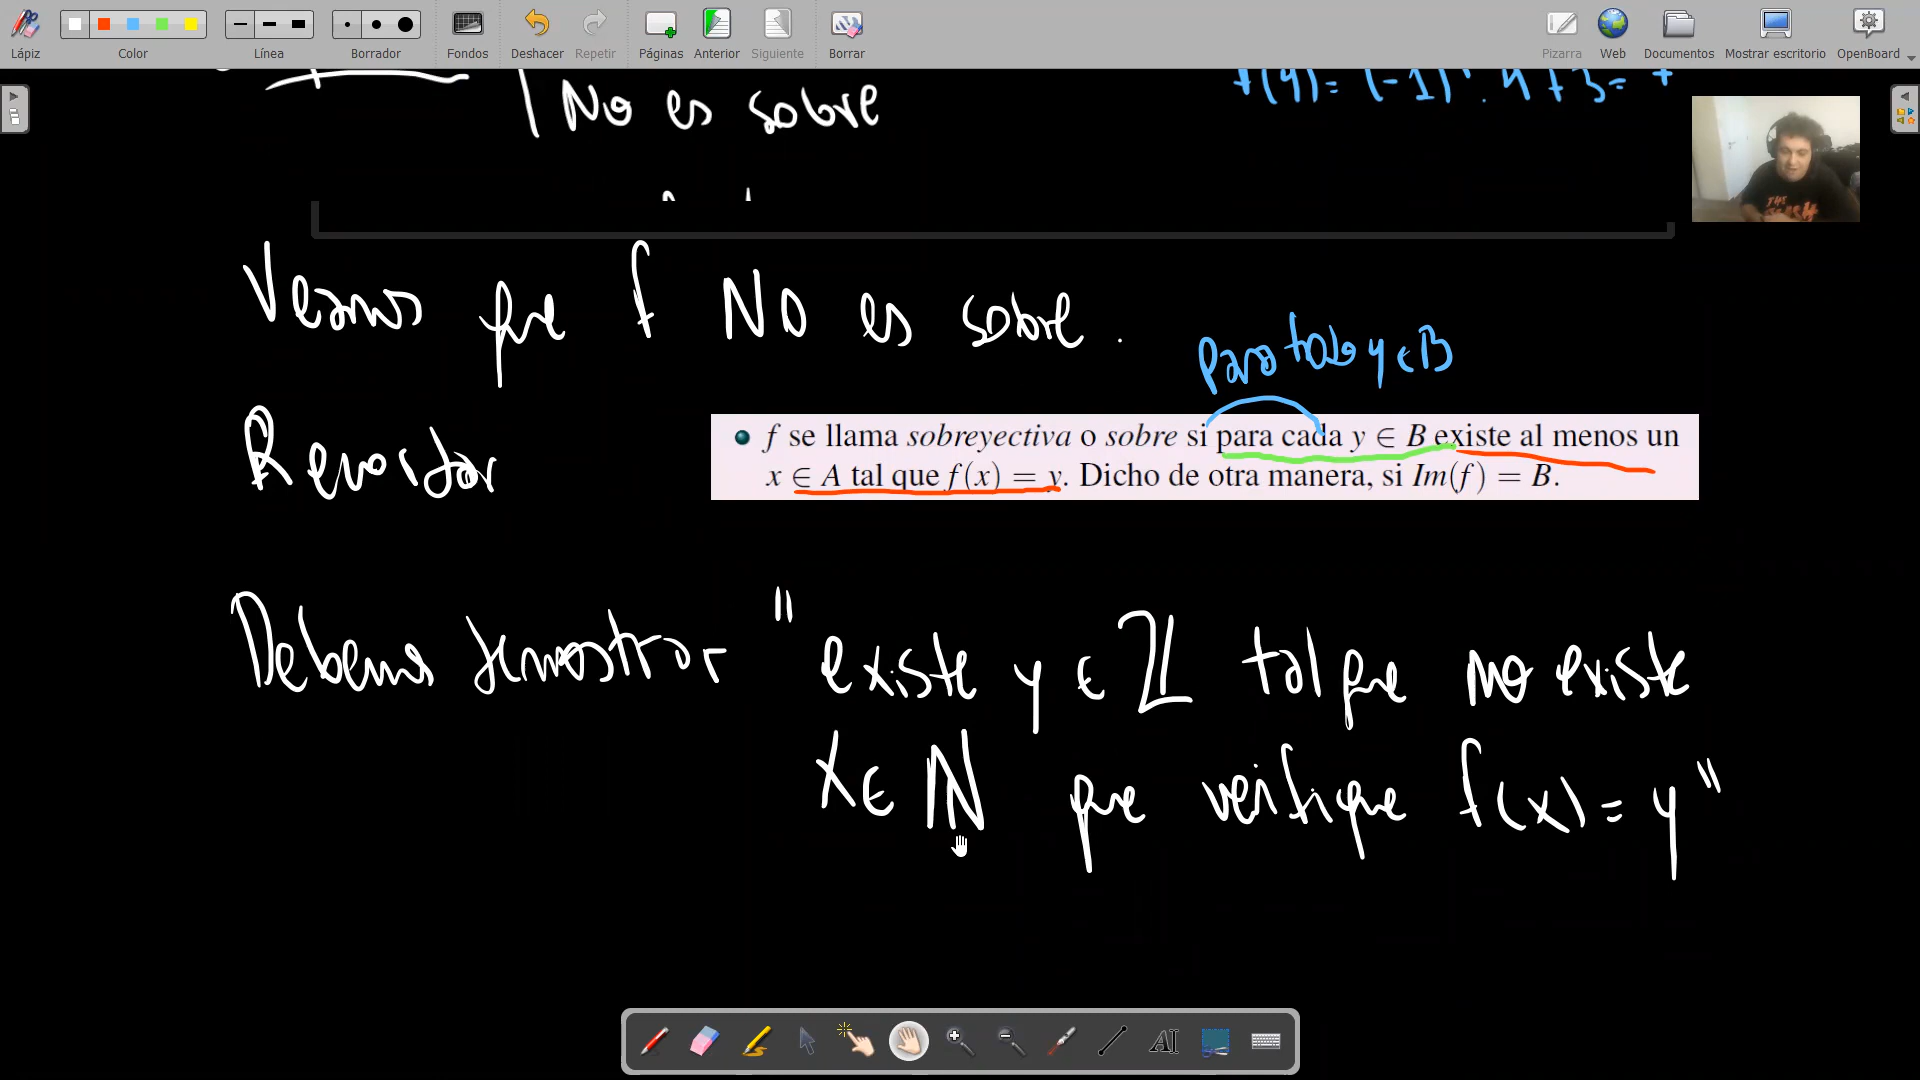 Lápiz Color Línea Borrador Fondos Deshacer Repetir Páginas Anterior Siguiente Borrar Pizarra Web Documentos Mostrar escritorio OpenBoard
No es sobre
Veamos que f NO es sobre.
para todo y ∈ B
Recordar
f se llama sobreyectiva o sobre si para cada y ∈ B existe al menos un
x ∈ A tal que f(x) = y. Dicho de otra manera, si Im(f) = B.
Debemos demostrar "existe y ∈ ℤ tal que no existe
x ∈ ℕ que verifique f(x) = y"